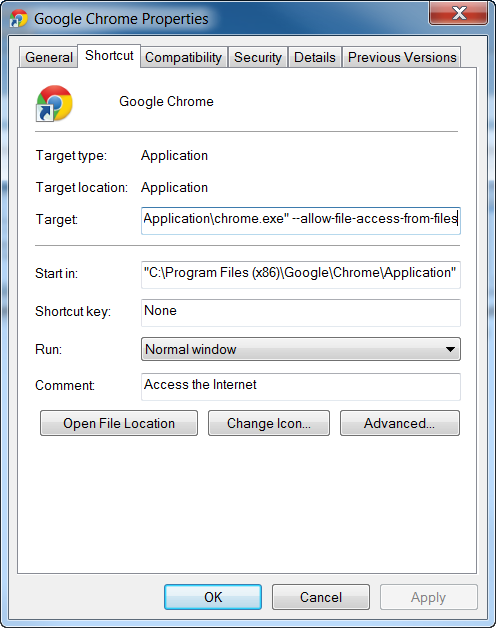 Google Chrome Properties
General Shortcut Compatibility Security Details Previous Versions
Google Chrome
Target type: Application
Target location: Application
Target: Application\chrome.exe" --allow-file-access-from-files
Start in: "C:\Program Files (x86)\Google\Chrome\Application"
Shortcut key: None
Run: Normal window
Comment: Access the Internet
Open File Location Change Icon... Advanced...
OK Cancel Apply